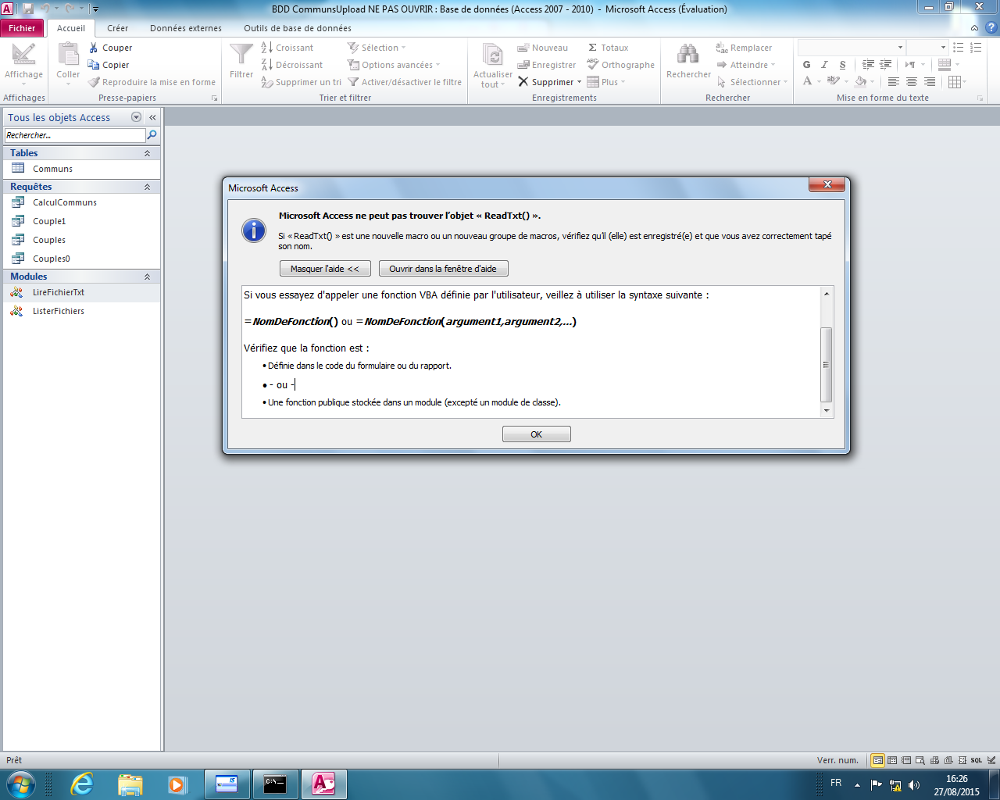 BDD CommunsUpload NE PAS OUVRIR : Base de données (Access 2007 - 2010) - Microsoft Access (Évaluation)
Fichier Accueil Créer Données externes Outils de base de données
Affichage
Affichages
Coller
Couper
Copier
Reproduire la mise en forme
Presse-papiers
Filtrer
Croissant
Décroissant
Supprimer un tri
Sélection
Options avancées
Activer/désactiver le filtre
Trier et filtrer
Actualiser
tout
Nouveau
Enregistrer
Supprimer
Totaux
Orthographe
Plus
Enregistrements
Rechercher
Remplacer
Atteindre
Sélectionner
Rechercher
G I S
A
Mise en forme du texte
Tous les objets Access
Rechercher...
Tables
Communs
Requêtes
CalculCommuns
Couple1
Couples
Couples0
Modules
LireFichierTxt
ListerFichiers
Microsoft Access
Microsoft Access ne peut pas trouver l'objet « ReadTxt() ».
Si « ReadTxt() » est une nouvelle macro ou un nouveau groupe de macros, vérifiez qu'il (elle) est enregistré(e) et que vous avez correctement tapé
son nom.
Masquer l'aide << Ouvrir dans la fenêtre d'aide
Si vous essayez d'appeler une fonction VBA définie par l'utilisateur, veillez à utiliser la syntaxe suivante :
=NomDeFonction() ou =NomDeFonction(argument1,argument2,...)
Vérifiez que la fonction est :
• Définie dans le code du formulaire ou du rapport.
• - ou -
• Une fonction publique stockée dans un module (excepté un module de classe).
OK
Prêt
Verr. num.
SQL
FR
16:26
27/08/2015